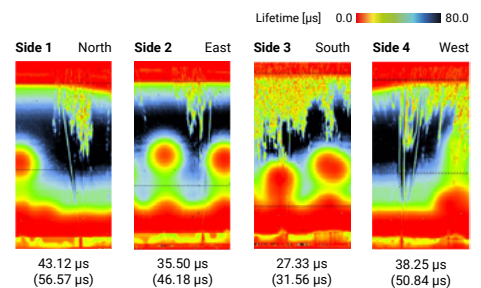 Lifetime [µs] 0.0 80.0
Side 1 North Side 2 East Side 3 South Side 4 West
43.12 µs 35.50 µs 27.33 µs 38.25 µs
(56.57 µs) (46.18 µs) (31.56 µs) (50.84 µs)